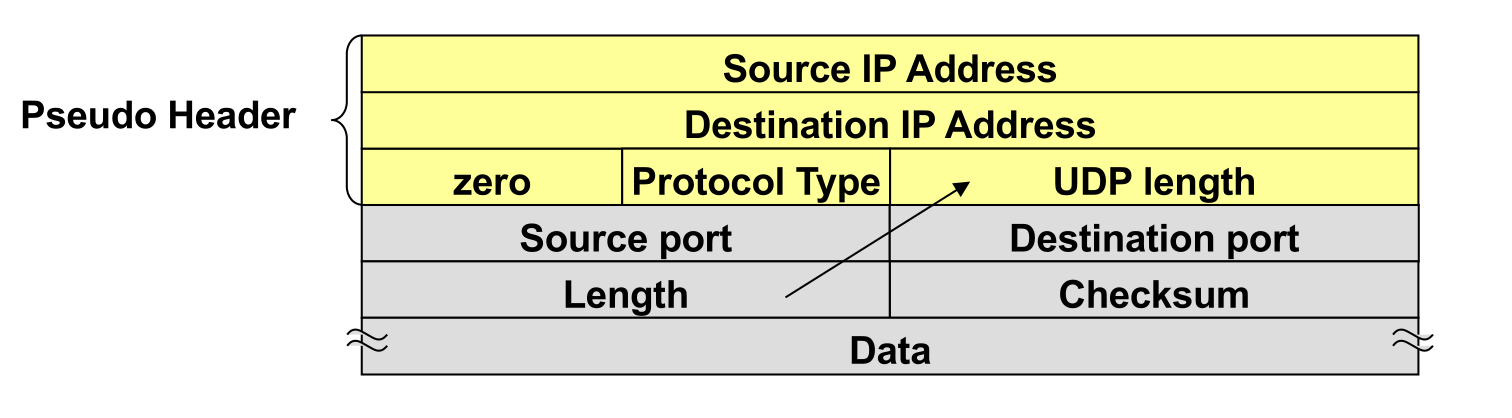 Source IP Address
Pseudo Header
Destination IP Address
zero Protocol Type UDP length
Source port Destination port
Length Checksum
Data